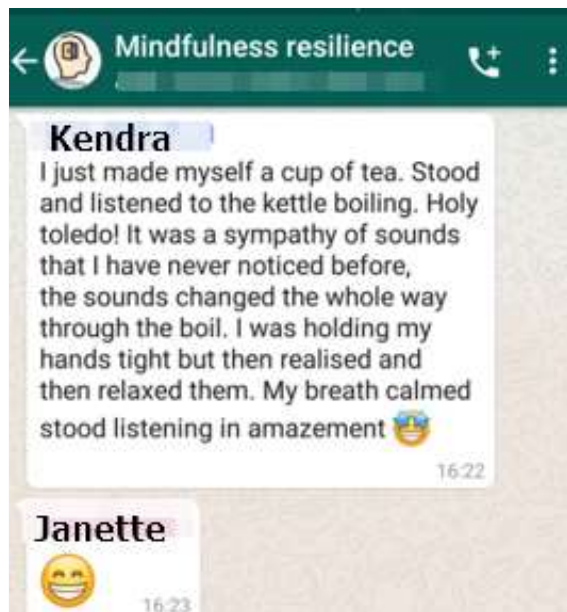 Mindfulness resilience
Kendra
I just made myself a cup of tea. Stood
and listened to the kettle boiling. Holy
toledo! It was a sympathy of sounds
that I have never noticed before,
the sounds changed the whole way
through the boil. I was holding my
hands tight but then realised and
then relaxed them. My breath calmed
stood listening in amazement 🤩
16:22
Janette
😁
16:23